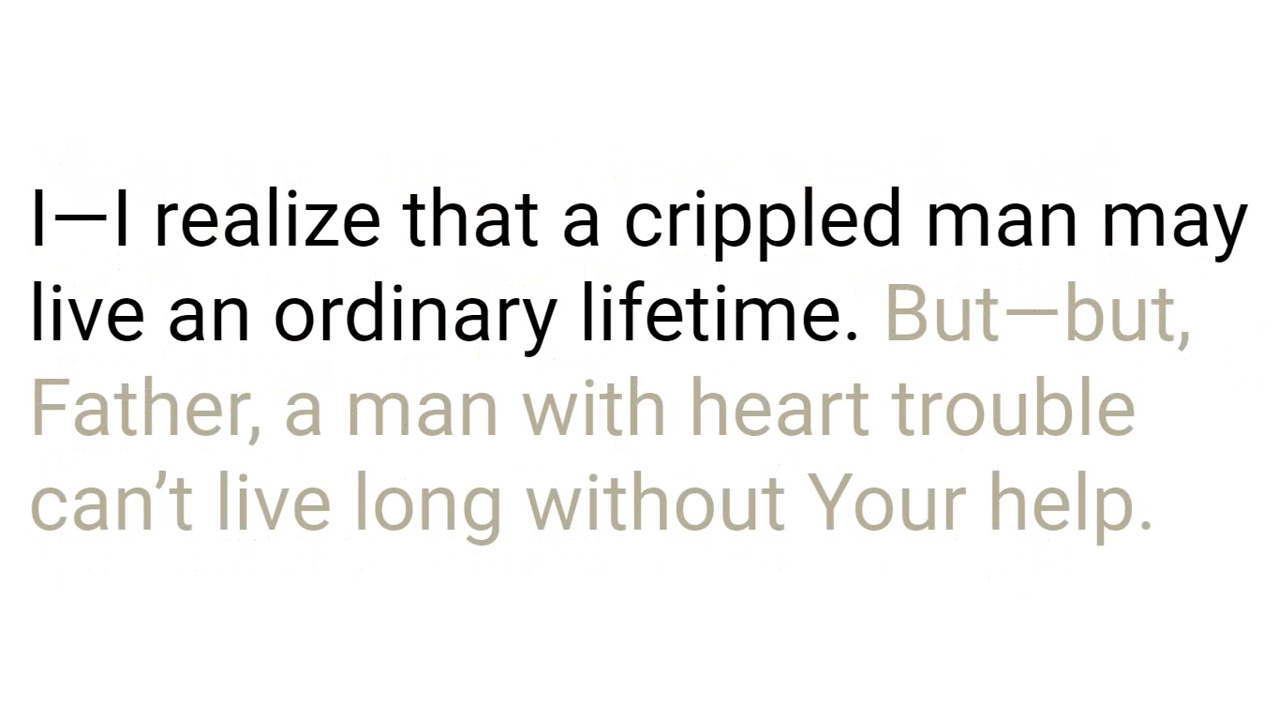 I—I realize that a crippled man may
live an ordinary lifetime. But—but,
Father, a man with heart trouble
can’t live long without Your help.